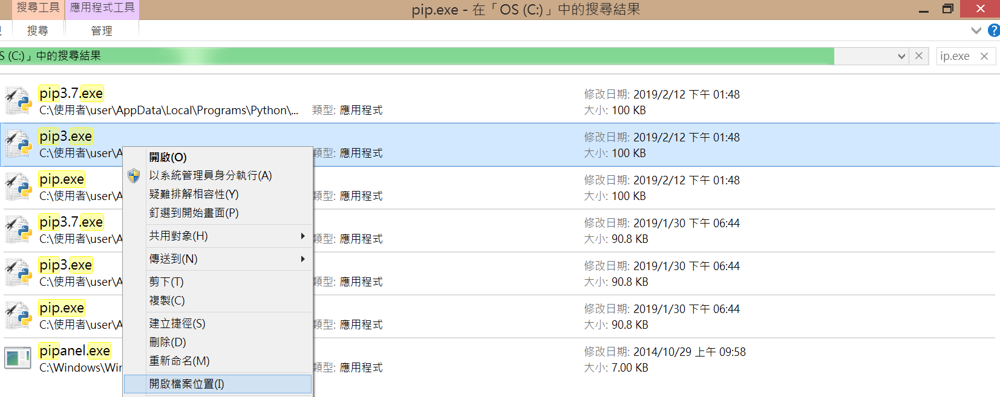 搜尋工具 應用程式工具 pip.exe - 在「OS (C:)」中的搜尋結果
搜尋 管理
S (C:)」中的搜尋結果 ip.exe
pip3.7.exe 修改日期: 2019/2/12 下午 01:48
C:\使用者\user\AppData\Local\Programs\Python\... 類型: 應用程式 大小: 100 KB
pip3.exe 修改日期: 2019/2/12 下午 01:48
C:\使用者\user\A 類型: 應用程式 大小: 100 KB
pip.exe 修改日期: 2019/2/12 下午 01:48
C:\使用者\user\A 類型: 應用程式 大小: 100 KB
pip3.7.exe 修改日期: 2019/1/30 下午 06:44
C:\使用者\user\A 類型: 應用程式 大小: 90.8 KB
pip3.exe 修改日期: 2019/1/30 下午 06:44
C:\使用者\user\A 類型: 應用程式 大小: 90.8 KB
pip.exe 修改日期: 2019/1/30 下午 06:44
C:\使用者\user\A 類型: 應用程式 大小: 90.8 KB
pipanel.exe 修改日期: 2014/10/29 上午 09:58
C:\Windows\Wir 類型: 應用程式 大小: 7.00 KB
開啟(O)
以系統管理員身分執行(A)
疑難排解相容性(Y)
釘選到開始畫面(P)
共用對象(H)
傳送到(N)
剪下(T)
複製(C)
建立捷徑(S)
刪除(D)
重新命名(M)
開啟檔案位置(I)